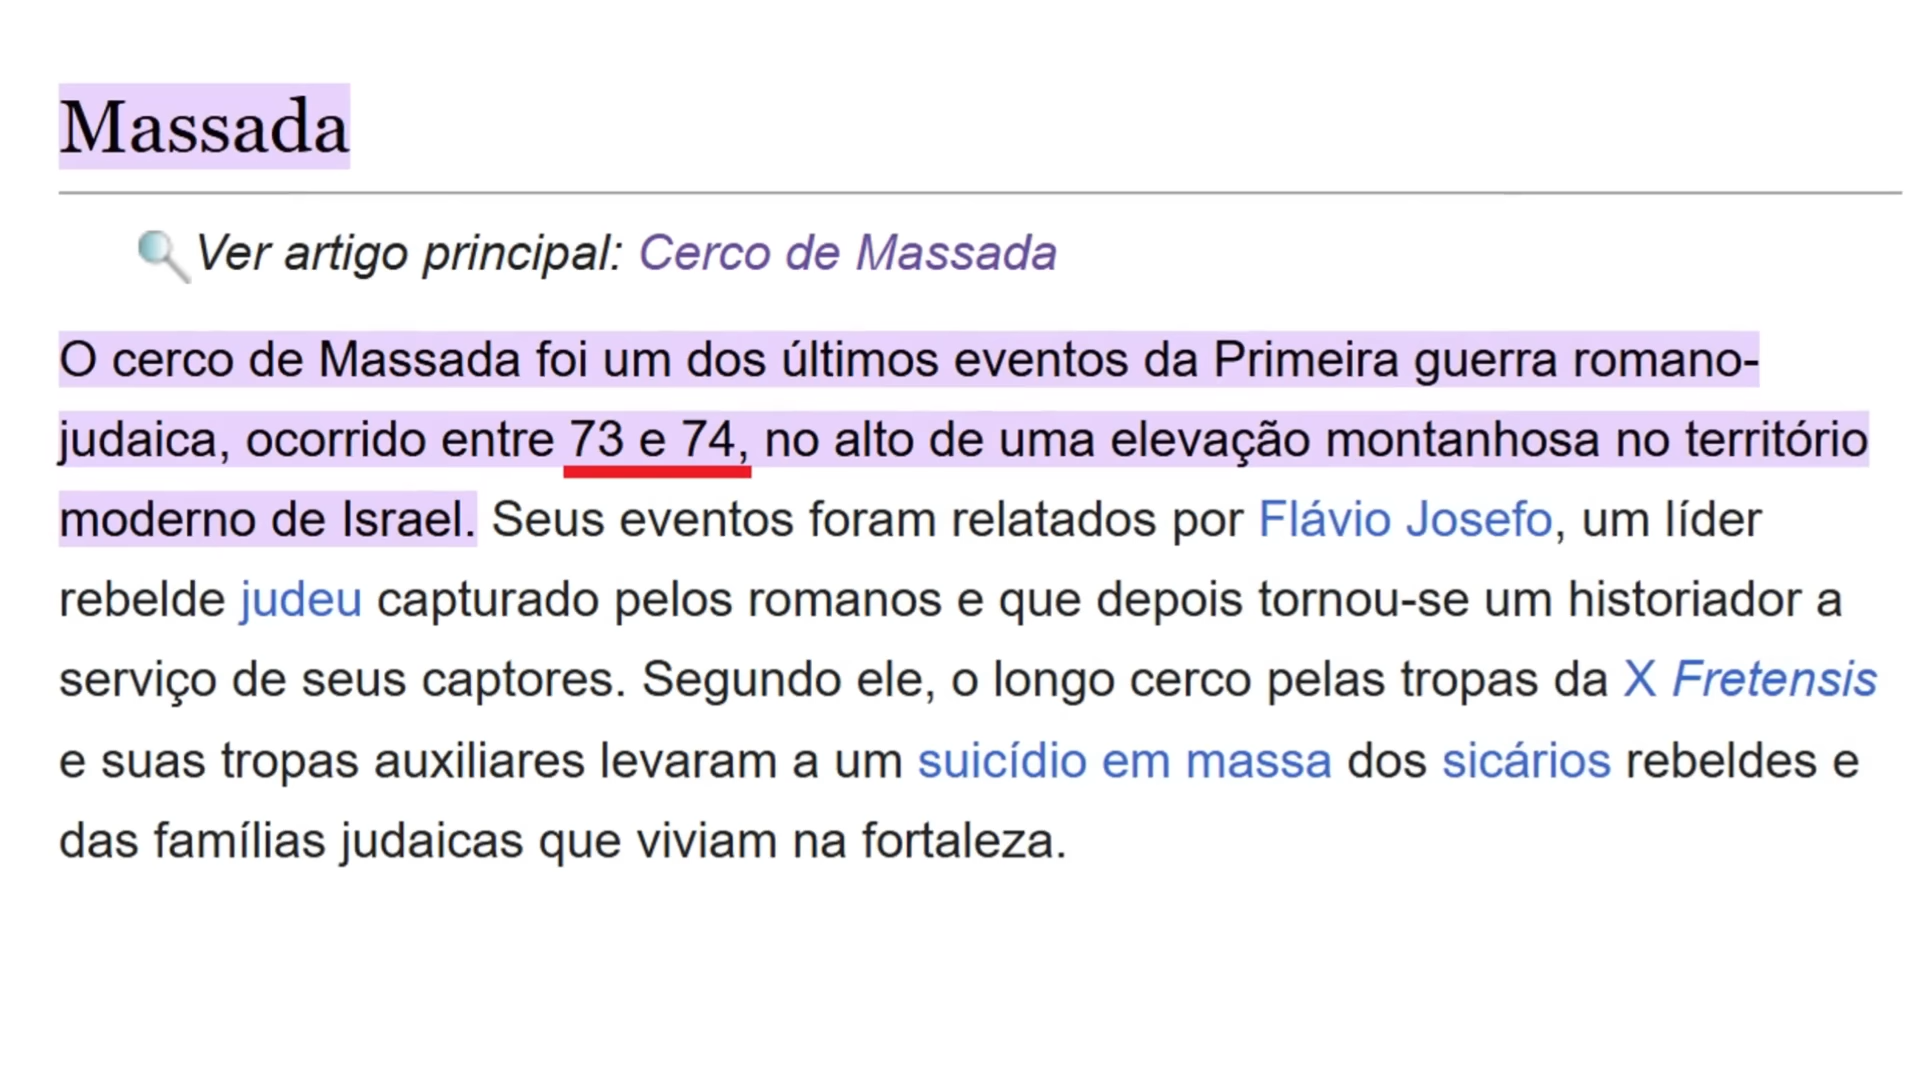 Massada
Ver artigo principal: Cerco de Massada
O cerco de Massada foi um dos últimos eventos da Primeira guerra romano-
judaica, ocorrido entre 73 e 74, no alto de uma elevação montanhosa no território
moderno de Israel. Seus eventos foram relatados por Flávio Josefo, um líder
rebelde judeu capturado pelos romanos e que depois tornou-se um historiador a
serviço de seus captores. Segundo ele, o longo cerco pelas tropas da X Fretensis
e suas tropas auxiliares levaram a um suicídio em massa dos sicários rebeldes e
das famílias judaicas que viviam na fortaleza.